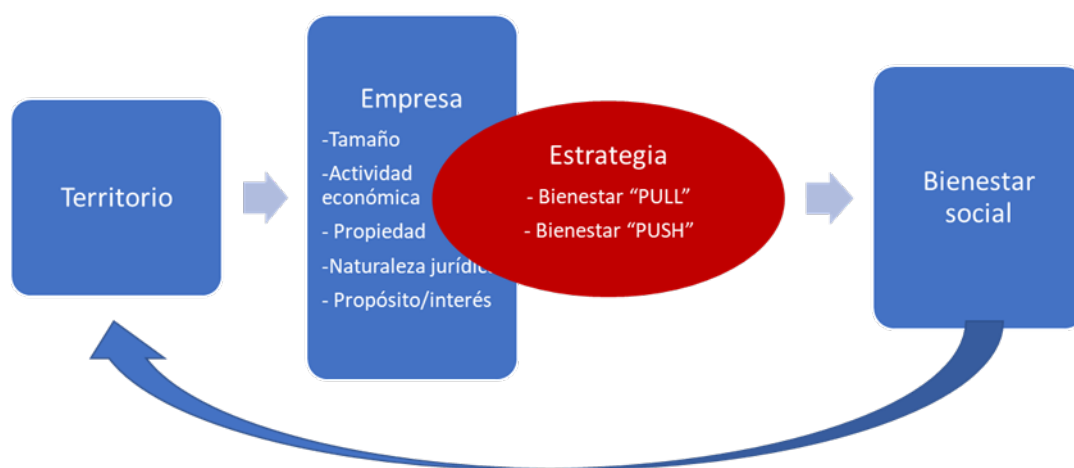 Territorio
Empresa
-Tamaño
-Actividad
económica
- Propiedad
-Naturaleza jurídic
- Propósito/interés
Estrategia
- Bienestar “PULL”
- Bienestar “PUSH”
Bienestar
social